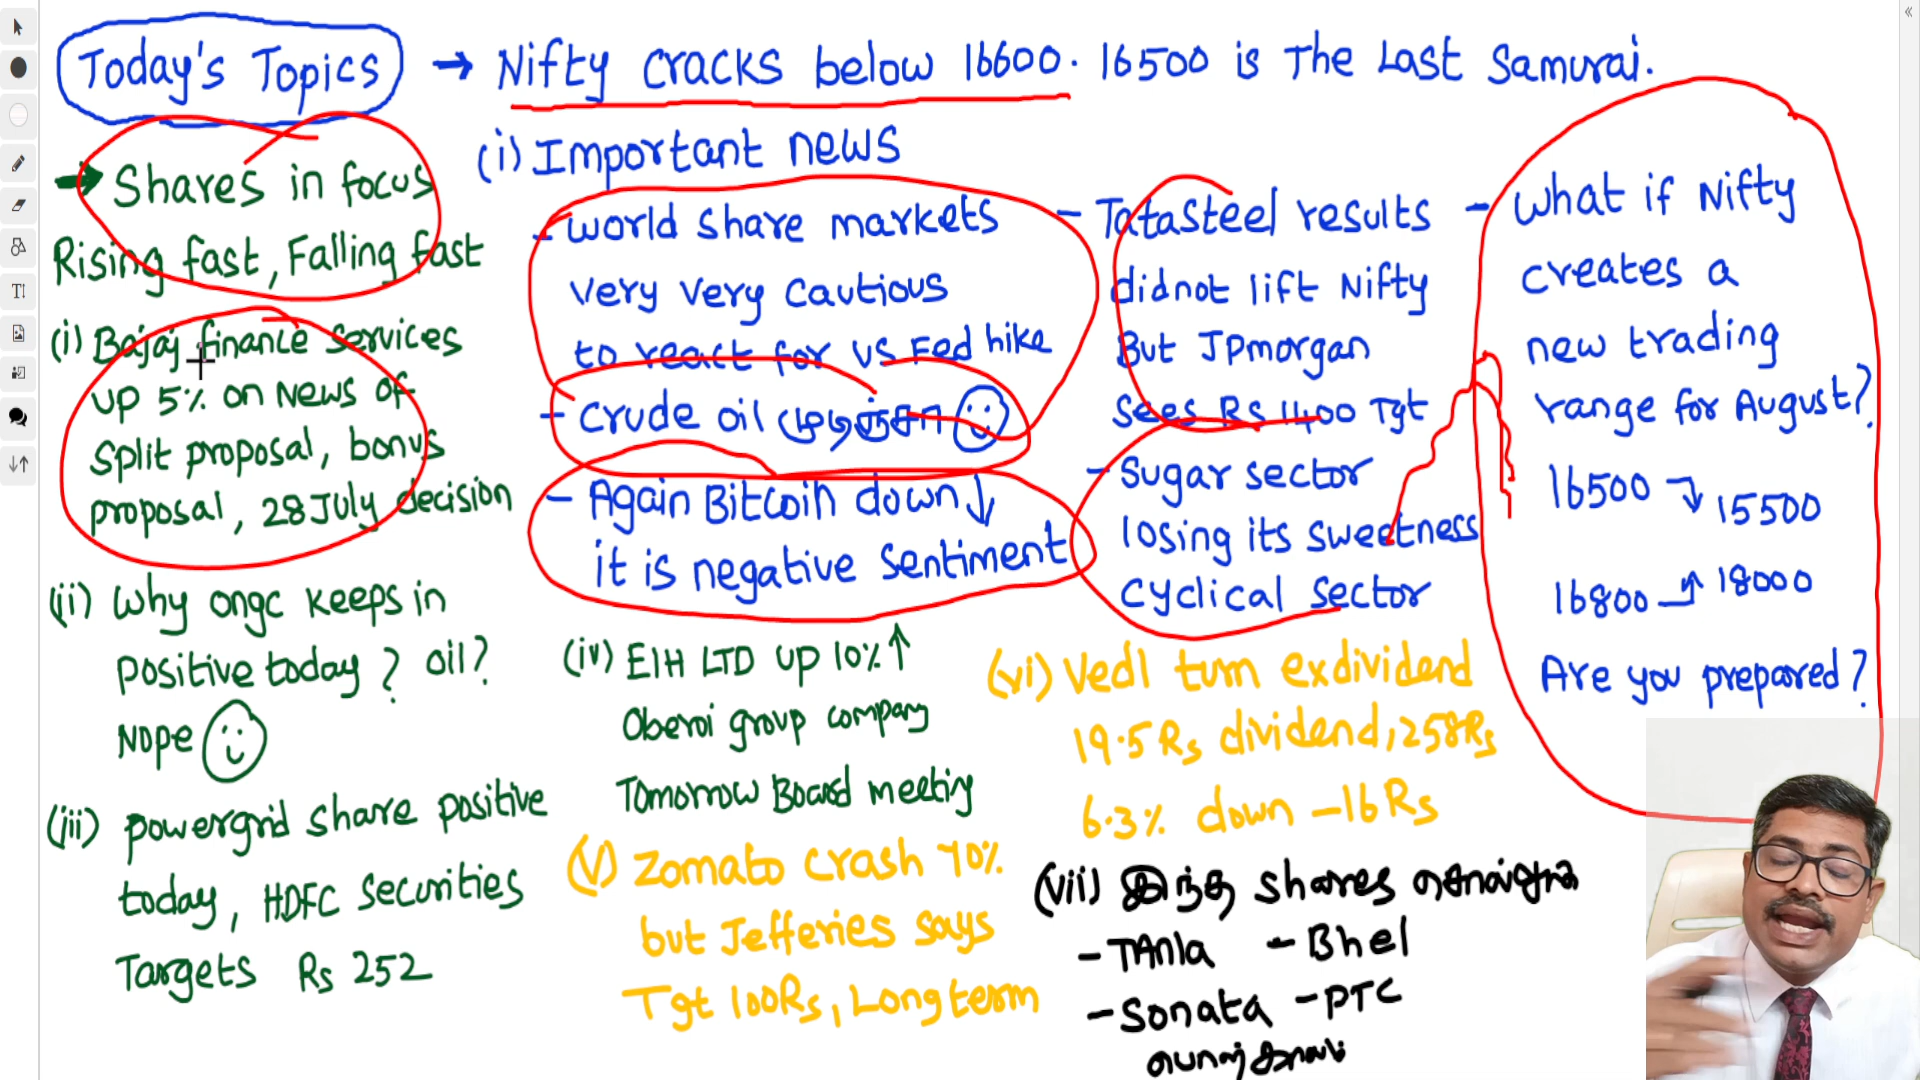 Today's Topics → Nifty cracks below 16600. 16500 is The Last Samurai.
→ Shares in focus
Rising fast, Falling fast
(i) Bajaj finance services
up 5% on News of
Split proposal, bonus
proposal, 28 July decision
(ii) Why ongc keeps in
positive today? oil?
Nope
(iii) powergrid share positive
today, HDFC Securities
Targets Rs 252
(i) Important news
- world share markets
very very cautious
to react for US Fed hike
- crude oil
- Again Bitcoin down ↓
it is negative sentiment
- Tatasteel results
didnot lift Nifty
But JPmorgan
sees Rs 1400 Tgt
- Sugar sector
losing its sweetness
cyclical sector
- What if Nifty
creates a
new trading
range for August?
16500 → 15500
16800 → 18000
Are you prepared?
(iv) EIH LTD up 10% ↑
Oberoi group company
Tomorrow Board meeting
(v) Zomato crash 10%
but Jefferies says
Tgt 100Rs, Long term
(vi) Vedl turn exdividend
19.5 Rs dividend, 258Rs
6.3% down -16 Rs
(vii) இந்த shares
- TAnla - Bhel
- Sonata - PTC